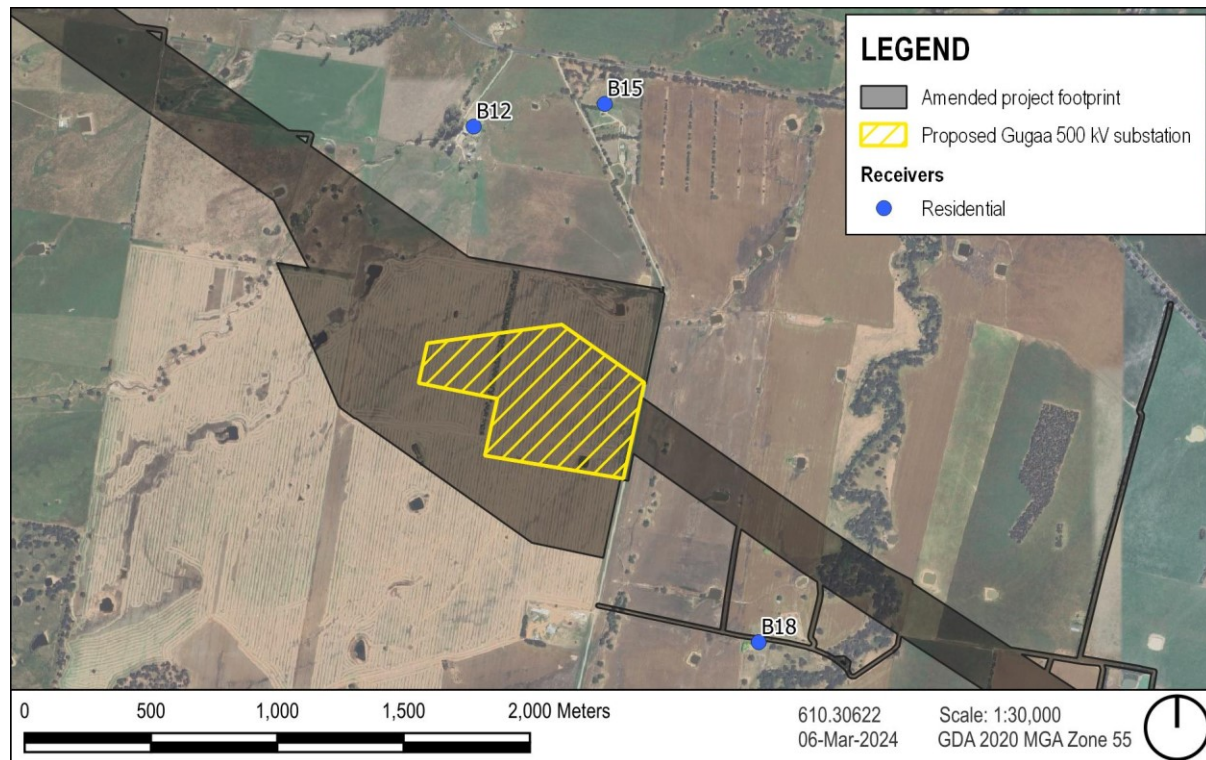 LEGEND
Amended project footprint
Proposed Gugaa 500 kV substation
Receivers
Residential
B15
B12
B18
0 500 1,000 1,500 2,000 Meters
610.30622 Scale: 1:30,000
06-Mar-2024 GDA 2020 MGA Zone 55